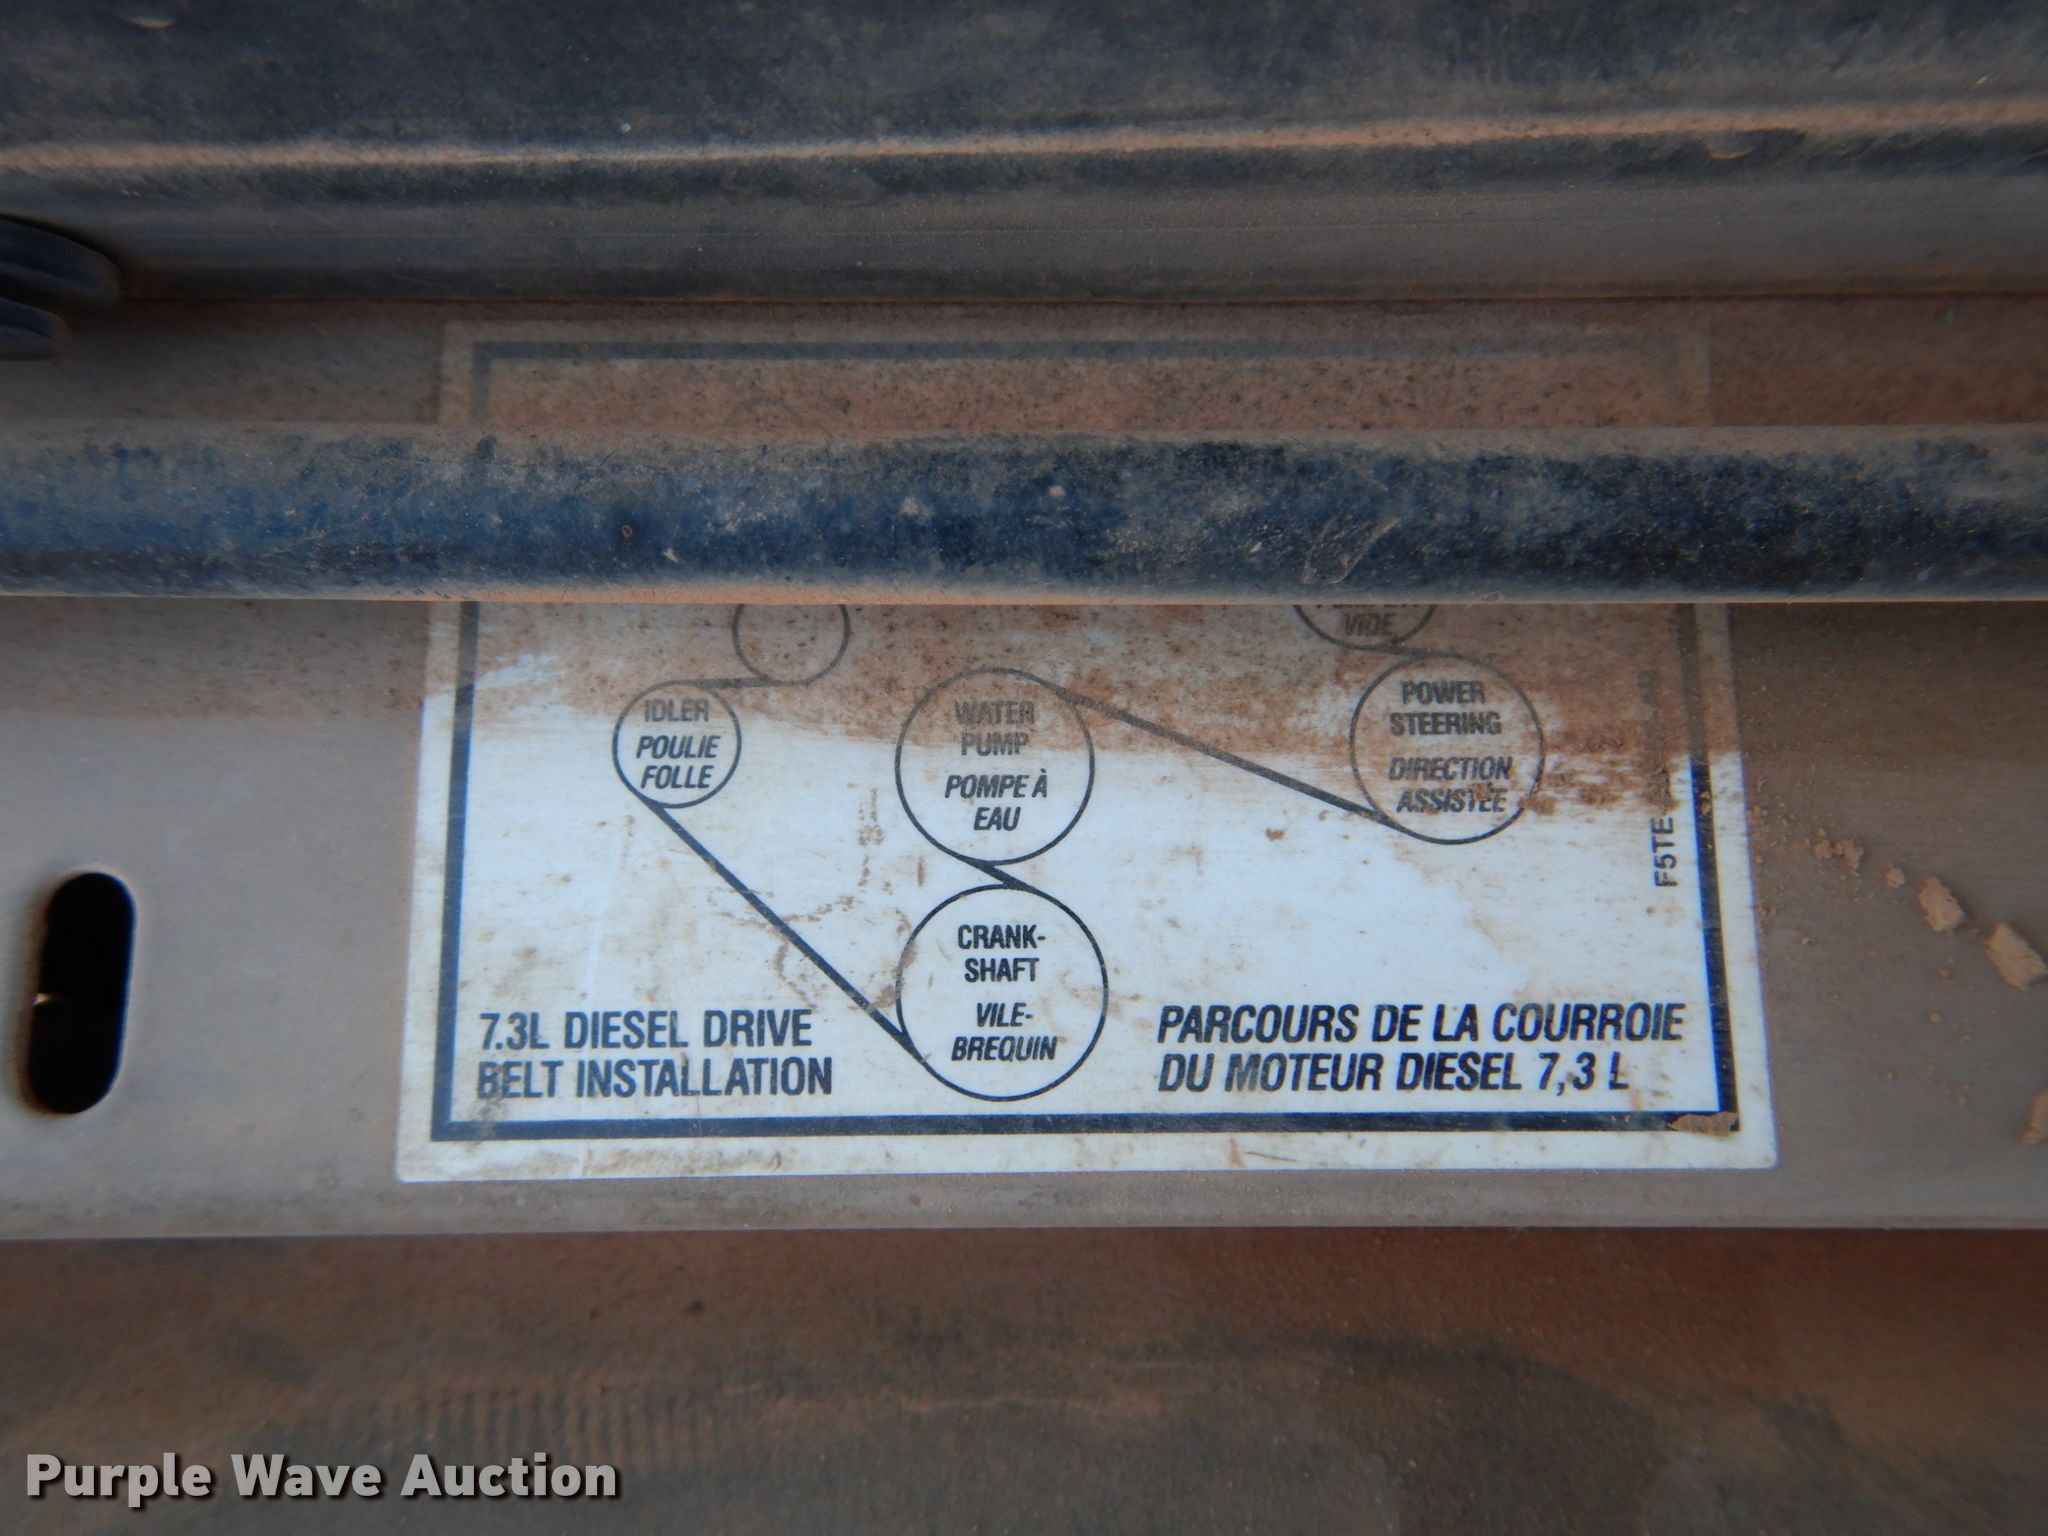 VIDE
IDLER
POULIE
FOLLE
WATER
PUMP
POMPE À
EAU
POWER
STEERING
DIRECTION
ASSISTÉE
F5TE
CRANK-
SHAFT
VILE-
BREQUIN
7.3L DIESEL DRIVE
BELT INSTALLATION
PARCOURS DE LA COURROIE
DU MOTEUR DIESEL 7,3 L
Purple Wave Auction